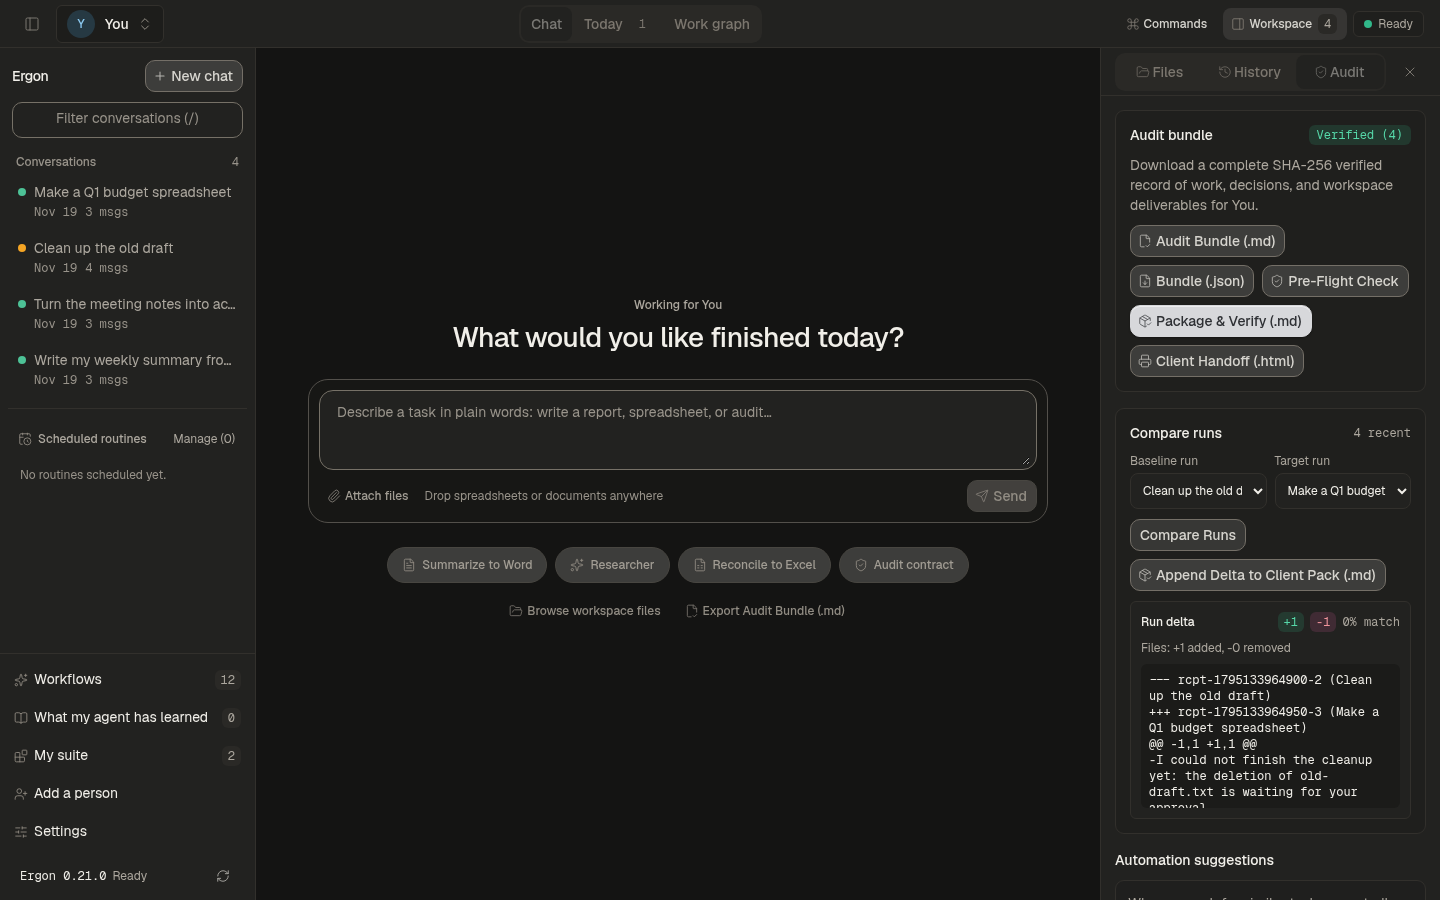 Y You
Chat
Today 1
Work graph
Commands
Workspace 4
Ready
Ergon
New chat
Filter conversations (/)
Conversations 4
Make a Q1 budget spreadsheet
Nov 19 3 msgs
Clean up the old draft
Nov 19 4 msgs
Turn the meeting notes into ac…
Nov 19 3 msgs
Write my weekly summary fro…
Nov 19 3 msgs
Scheduled routines Manage (0)
No routines scheduled yet.
Workflows 12
What my agent has learned 0
My suite 2
Add a person
Settings
Ergon 0.21.0 Ready
Working for You
What would you like finished today?
Describe a task in plain words: write a report, spreadsheet, or audit…
Attach files Drop spreadsheets or documents anywhere
Send
Summarize to Word
Researcher
Reconcile to Excel
Audit contract
Browse workspace files
Export Audit Bundle (.md)
Files
History
Audit
Audit bundle Verified (4)
Download a complete SHA-256 verified
record of work, decisions, and workspace
deliverables for You.
Audit Bundle (.md)
Bundle (.json)
Pre-Flight Check
Package & Verify (.md)
Client Handoff (.html)
Compare runs 4 recent
Baseline run Target run
Clean up the old d
Make a Q1 budget
Compare Runs
Append Delta to Client Pack (.md)
Run delta +1 -1 0% match
Files: +1 added, -0 removed
--- rcpt-1795133964900-2 (Clean
up the old draft)
+++ rcpt-1795133964950-3 (Make a
Q1 budget spreadsheet)
@@ -1,1 +1,1 @@
-I could not finish the cleanup
yet: the deletion of old-
draft.txt is waiting for your
approval
Automation suggestions